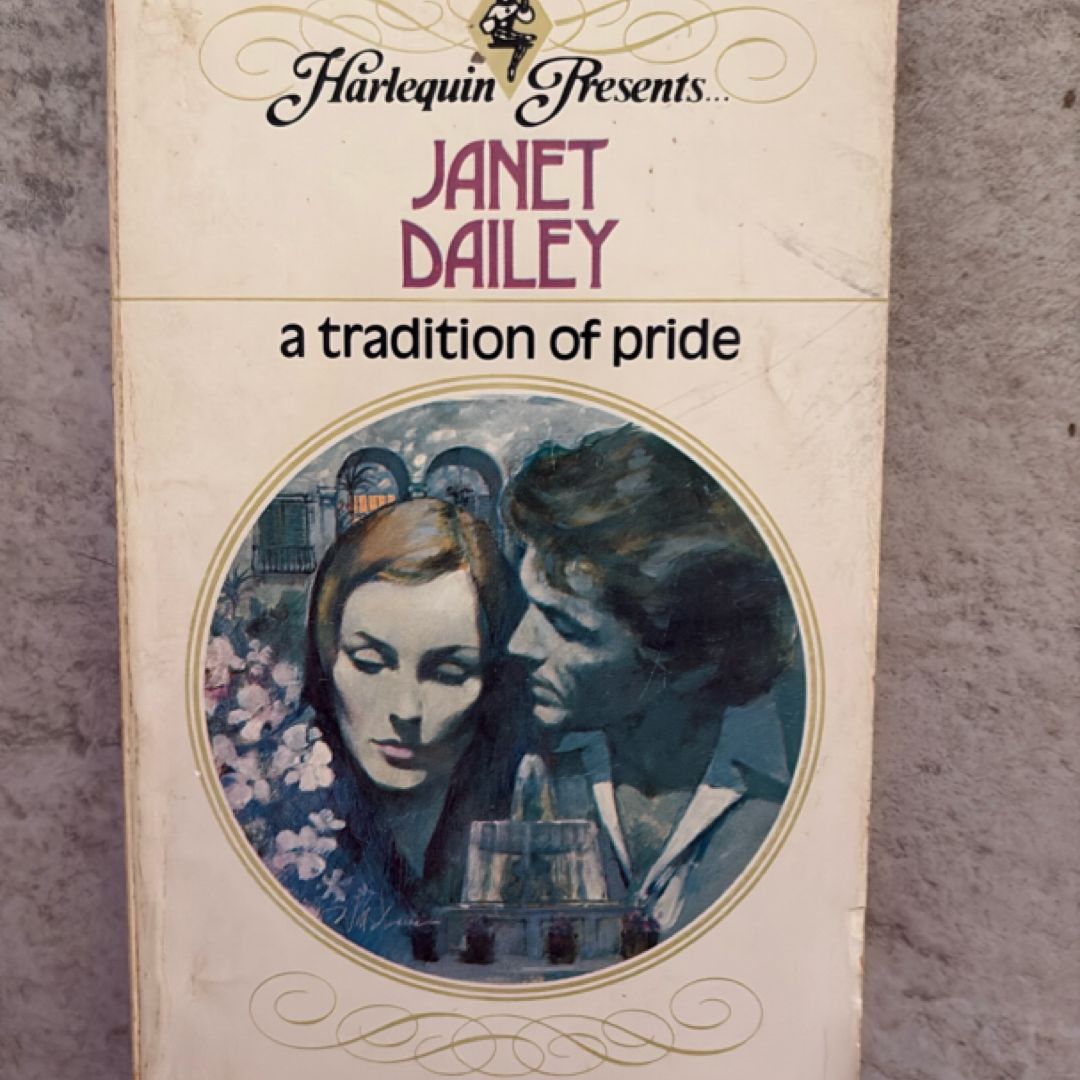 Harlequin Presents...
JANET
DAILEY
a tradition of pride